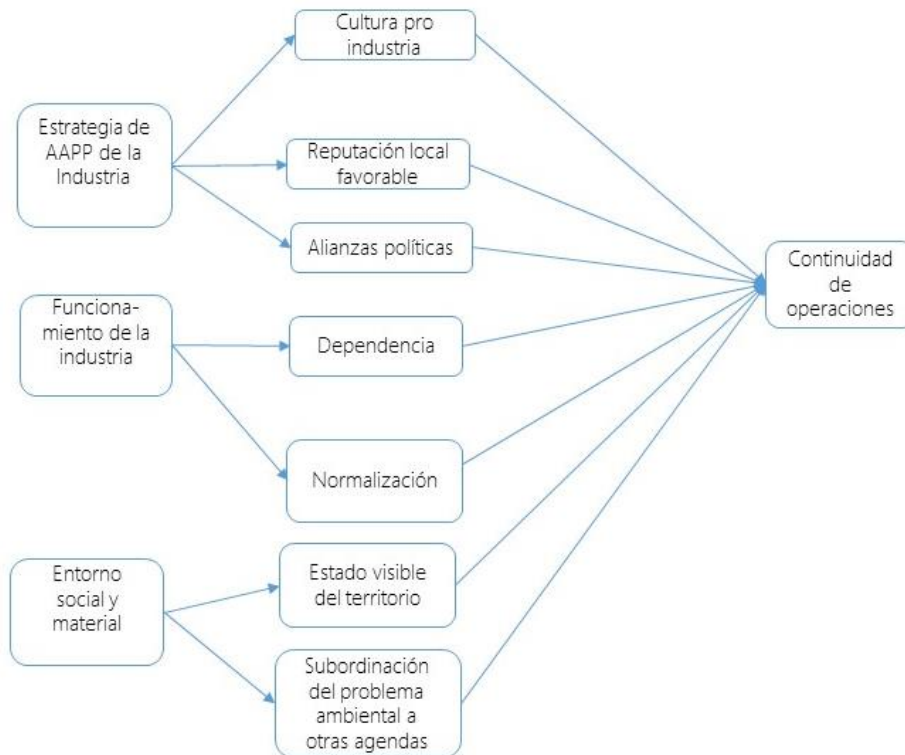 Cultura pro
industria
Estrategia de
AAPP de la
Industria
Reputación local
favorable
Alianzas políticas
Continuidad
de
operaciones
Funciona-
miento de la
industria
Dependencia
Normalización
Entorno
social y
material
Estado visible
del territorio
Subordinación
del problema
ambiental a
otras agendas